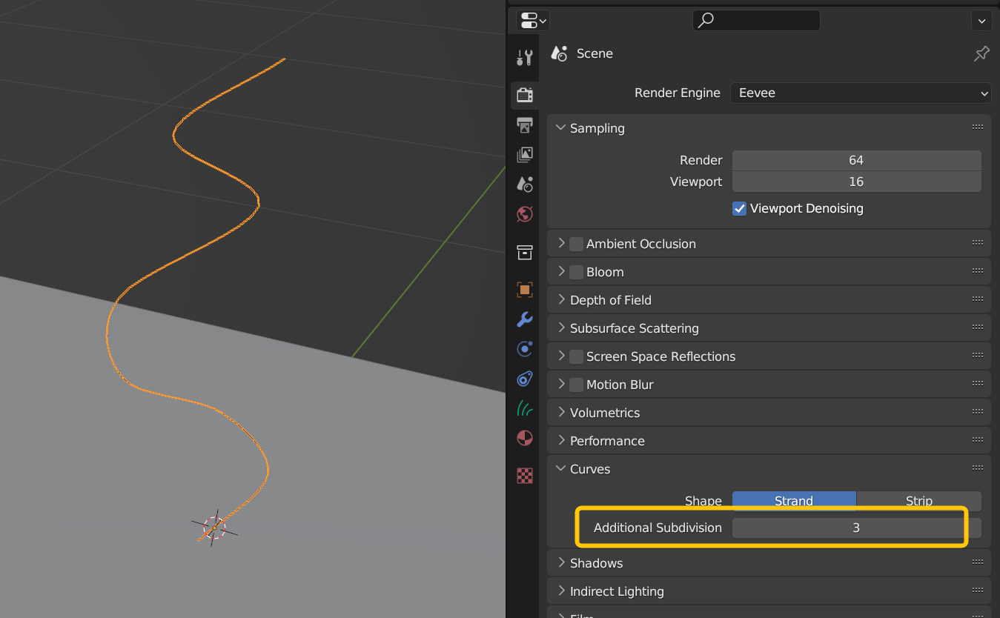 Scene
Render Engine Eevee
Sampling
Render 64
Viewport 16
Viewport Denoising
Ambient Occlusion
Bloom
Depth of Field
Subsurface Scattering
Screen Space Reflections
Motion Blur
Volumetrics
Performance
Curves
Shape Strand Strip
Additional Subdivision 3
Shadows
Indirect Lighting
Film